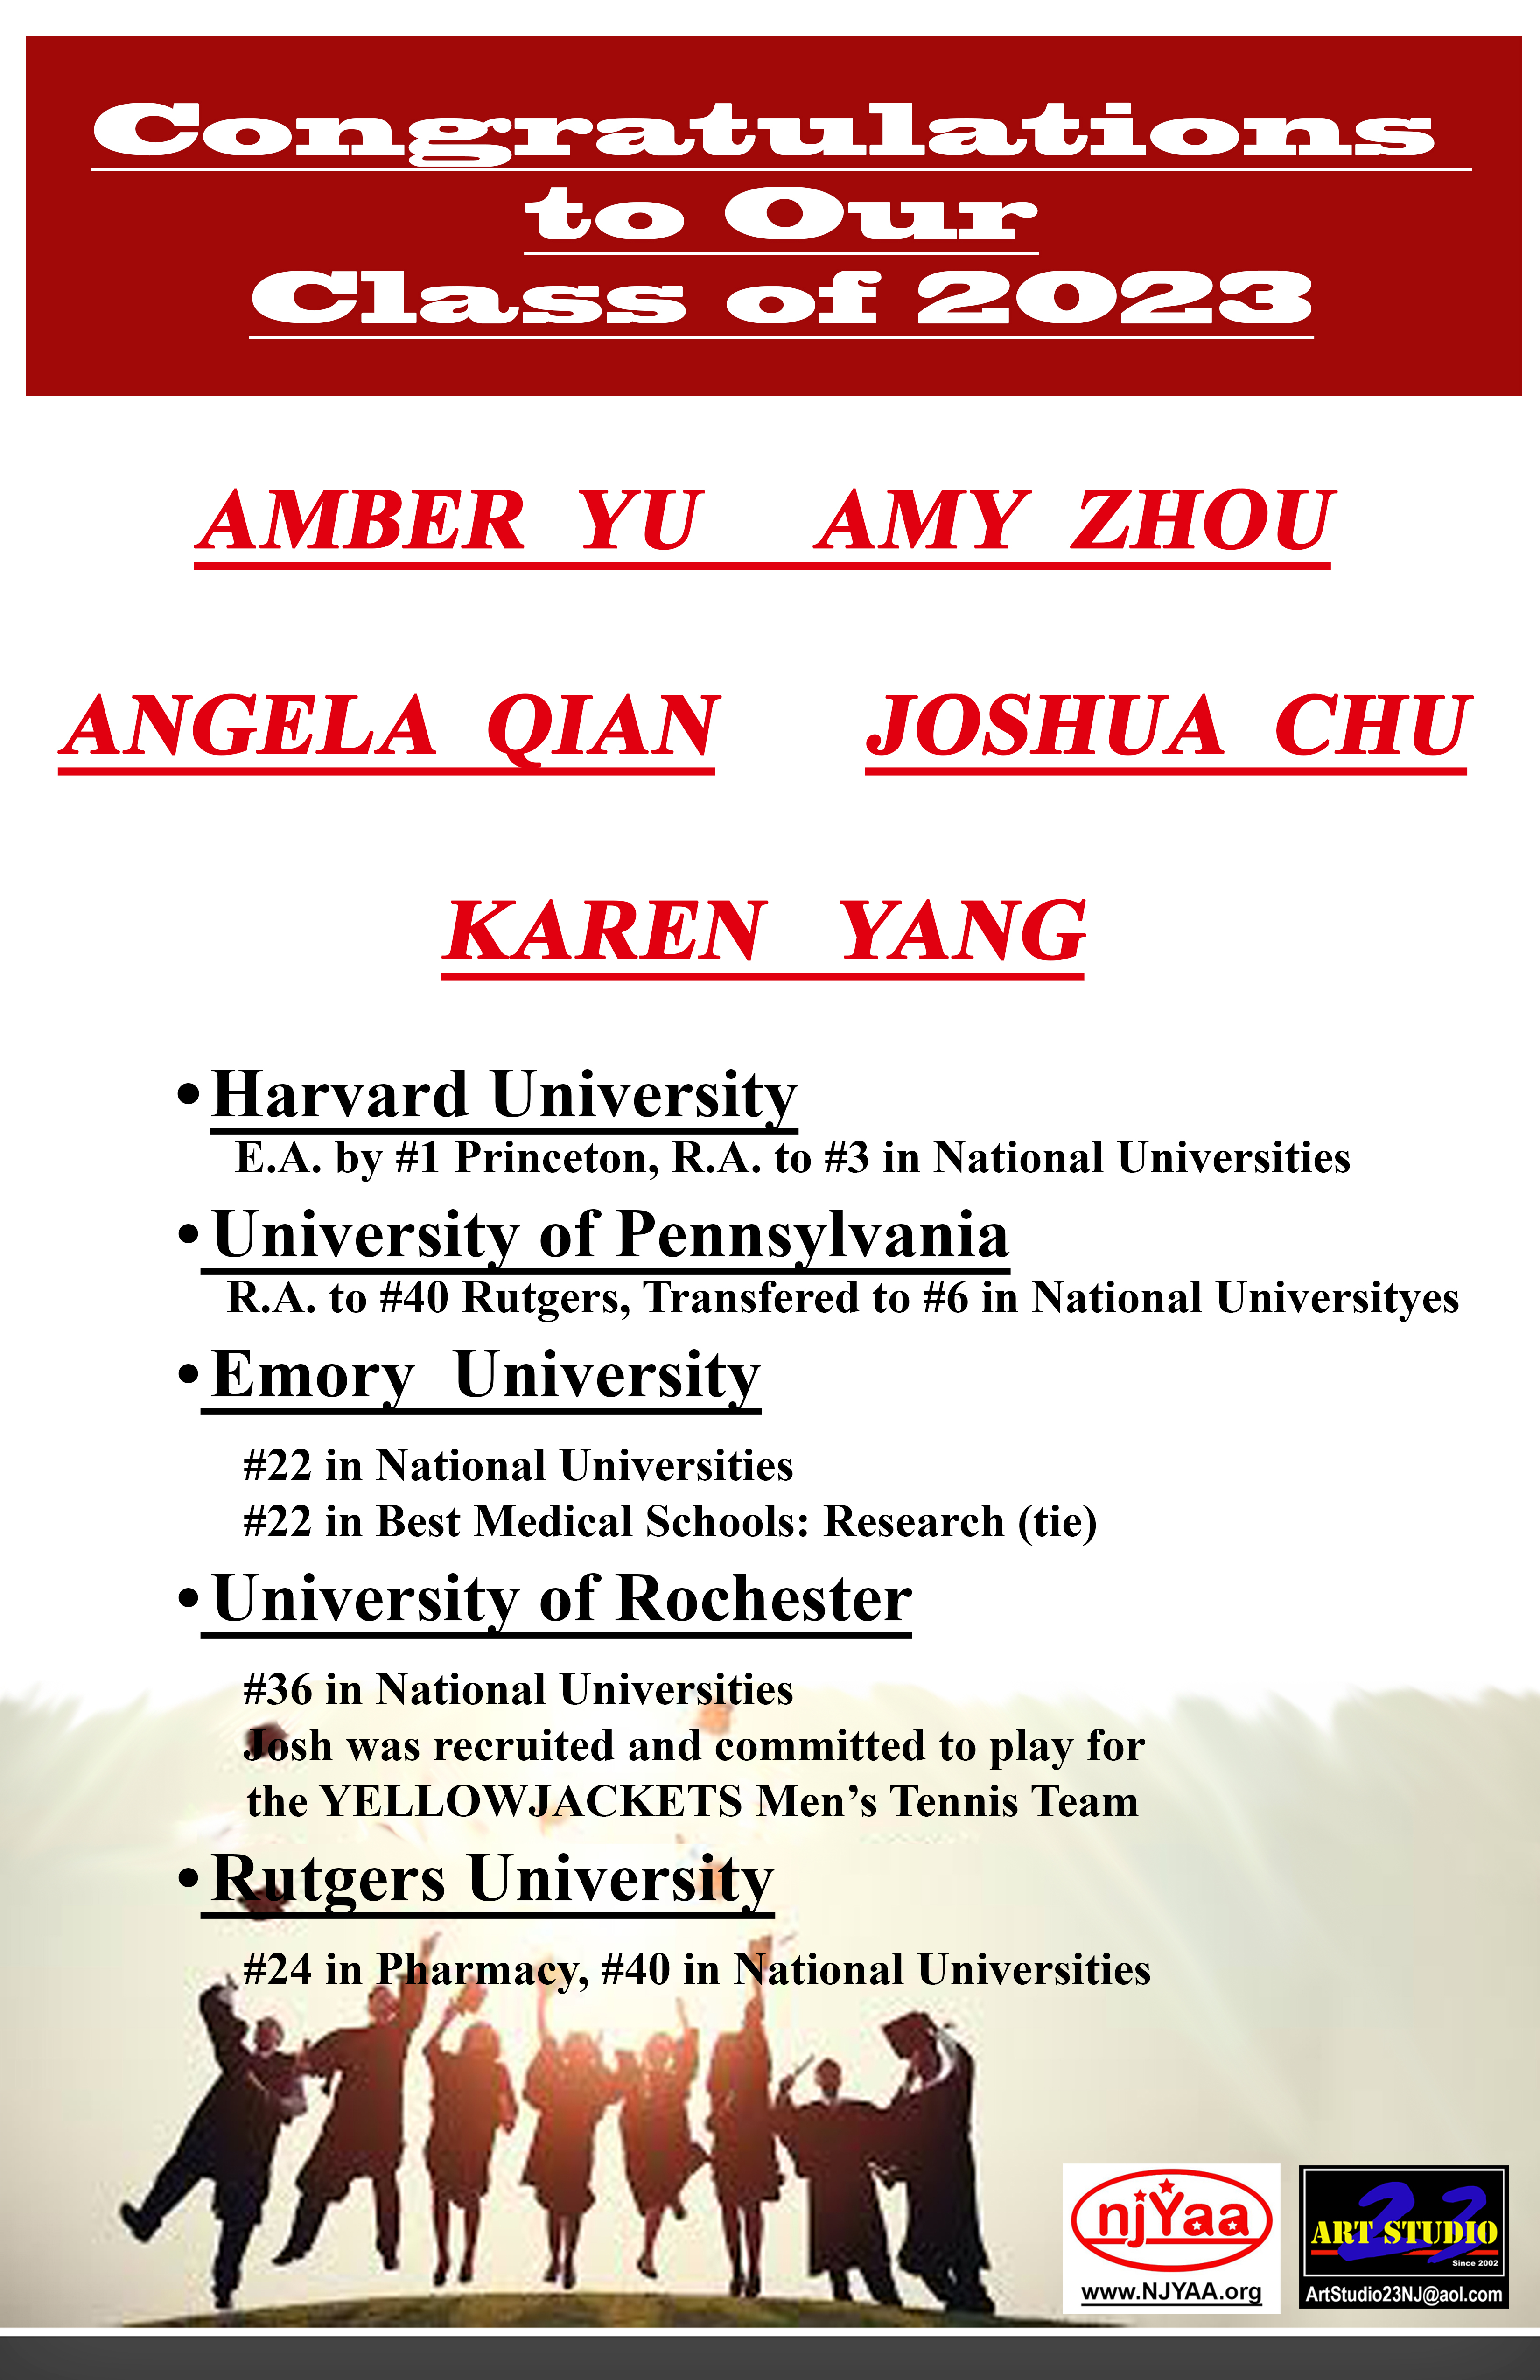 Congratulations
to Our
Class of 2023
AMBER YU AMY ZHOU
ANGELA QIAN JOSHUA CHU
KAREN YANG
• Harvard University
E.A. by #1 Princeton, R.A. to #3 in National Universities
• University of Pennsylvania
R.A. to #40 Rutgers, Transfered to #6 in National Universityes
• Emory University
#22 in National Universities
#22 in Best Medical Schools: Research (tie)
• University of Rochester
#36 in National Universities
Josh was recruited and committed to play for
the YELLOWJACKETS Men’s Tennis Team
• Rutgers University
#24 in Pharmacy, #40 in National Universities
njYaa
www.NJYAA.org
23
ART STUDIO
Since 2002
ArtStudio23NJ@aol.com